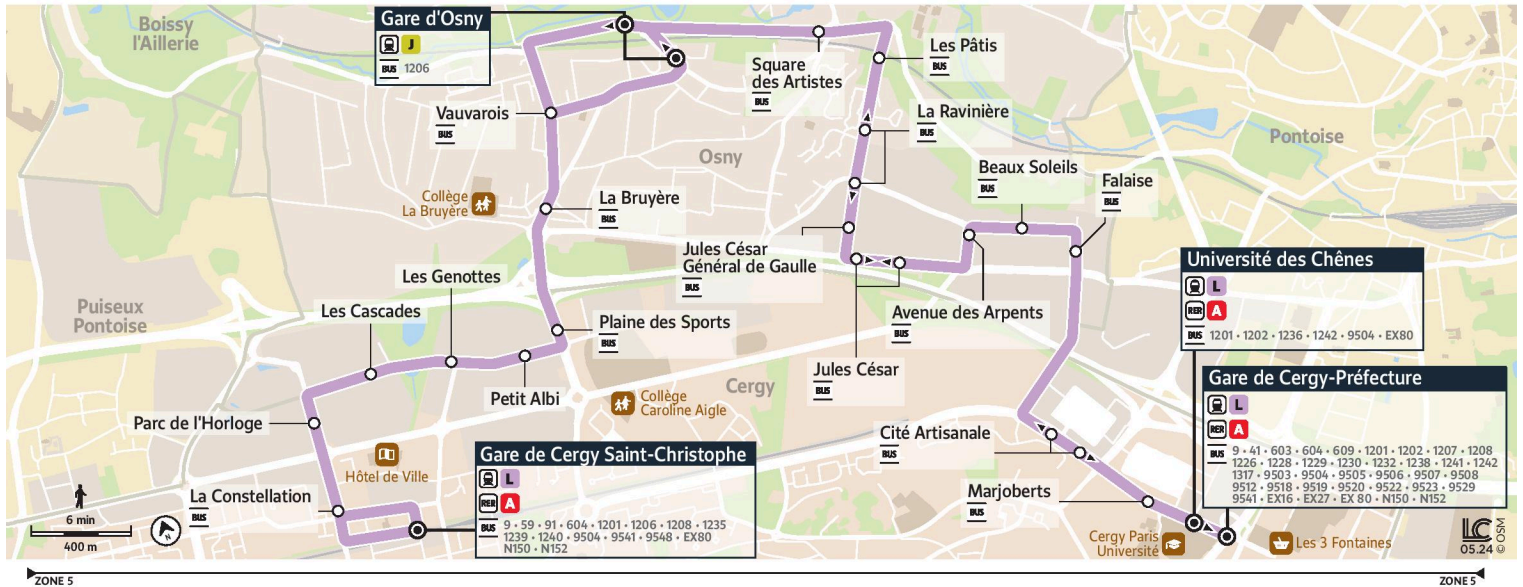 Boissy
l'Aillerie
Gare d'Osny
J
BUS 1206
Square
des Artistes
BUS
Les Pâtis
BUS
Vauvarois
BUS
La Ravinière
BUS
Osny
Pontoise
Beaux Soleils
BUS
Falaise
BUS
Collège
La Bruyère
La Bruyère
BUS
Jules César
Général de Gaulle
BUS
Université des Chênes
L
RER A
BUS 1201 • 1202 • 1236 • 1242 • 9504 • EX80
Les Genottes
Puiseux
Pontoise
Les Cascades
Plaine des Sports
BUS
Avenue des Arpents
BUS
Jules César
BUS
Gare de Cergy-Préfecture
L
RER A
BUS 9 • 41 • 603 • 604 • 609 • 1201 • 1202 • 1207 • 1208
1226 • 1228 • 1229 • 1230 • 1232 • 1238 • 1241 • 1242
1317 • 9503 • 9504 • 9505 • 9506 • 9507 • 9508
9512 • 9518 • 9519 • 9520 • 9522 • 9523 • 9529
9541 • EX16 • EX27 • EX 80 • N150 • N152
Cergy
Petit Albi
Collège
Caroline Aigle
Parc de l'Horloge
Cité Artisanale
BUS
Gare de Cergy Saint-Christophe
L
RER A
BUS 9 • 59 • 91 • 604 • 1201 • 1206 • 1208 • 1235
1239 • 1240 • 9504 • 9541 • 9548 • EX80
N150 • N152
Hôtel de Ville
La Constellation
BUS
Marjoberts
BUS
6 min
400 m
N
Cergy Paris
Université
Les 3 Fontaines
LC
05.24
© OSM
ZONE 5
ZONE 5